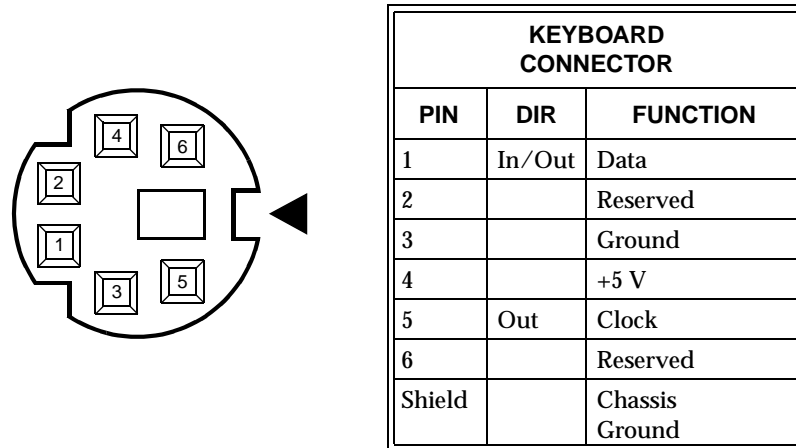 4
6
2
1
3
5
KEYBOARD
CONNECTOR
PIN DIR FUNCTION
1 In/Out Data
2 Reserved
3 Ground
4 +5 V
5 Out Clock
6 Reserved
Shield Chassis
Ground